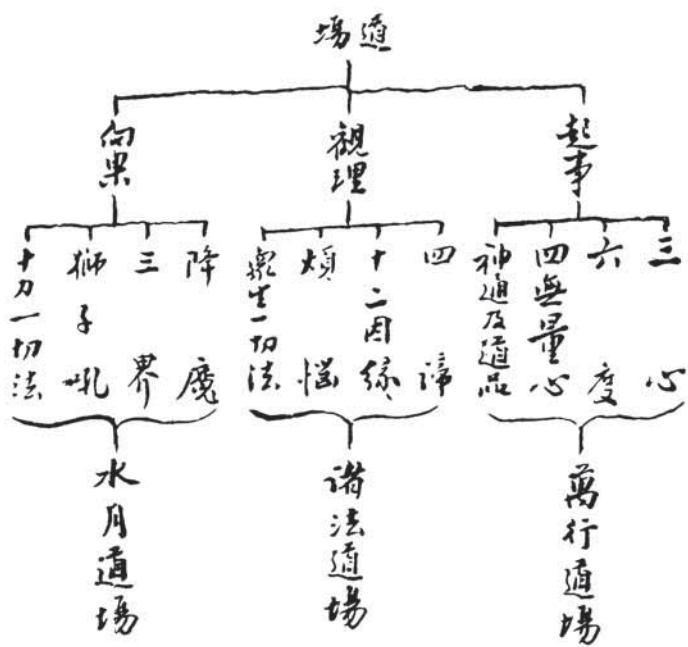 道場
起事
觀理
向果
三心
六度
四無量心
神通及道品
四諦
十二因緣
煩惱
衆生一切法
降魔
三界
獅子吼
十力一切法
萬行道場
諸法道場
水月道場